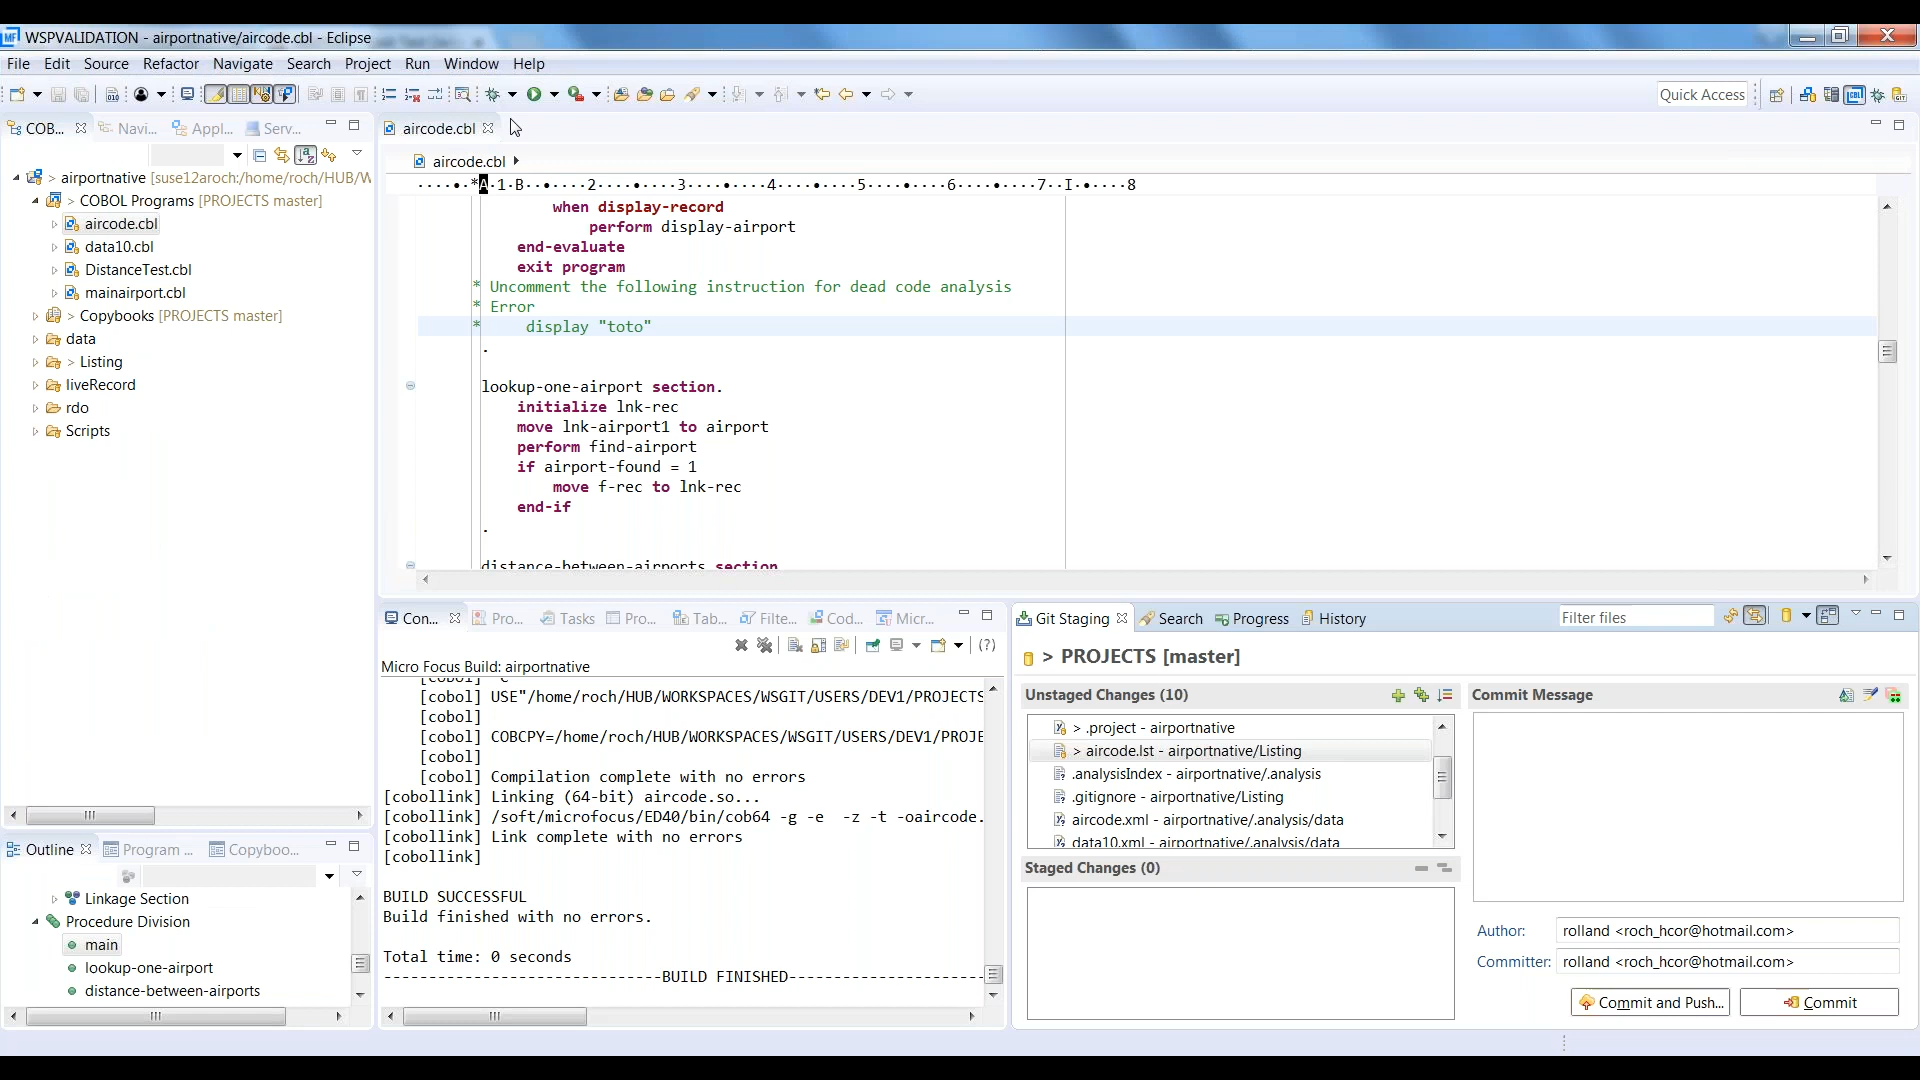 WSPVALIDATION - airportnative/aircode.cbl - Eclipse
File Edit Source Refactor Navigate Search Project Run Window Help
Quick Access
COB... Navi... Appl... Serv...
> airportnative [suse12aroch:/home/roch/HUB/W
> COBOL Programs [PROJECTS master]
aircode.cbl
data10.cbl
DistanceTest.cbl
mainairport.cbl
> Copybooks [PROJECTS master]
data
> Listing
liveRecord
rdo
Scripts
aircode.cbl
aircode.cbl
*A 1 B 2 3 4 5 6 7 I 8
when display-record
perform display-airport
end-evaluate
exit program
* Uncomment the following instruction for dead code analysis
* Error
* display "toto"
.
lookup-one-airport section.
initialize lnk-rec
move lnk-airport1 to airport
perform find-airport
if airport-found = 1
move f-rec to lnk-rec
end-if
.
distance-between-airports section
Outline Program ... Copyboo...
Linkage Section
Procedure Division
main
lookup-one-airport
distance-between-airports
Con... Pro... Tasks Pro... Tab... Filte... Cod... Micr...
Micro Focus Build: airportnative
[cobol] -c
[cobol] USE"/home/roch/HUB/WORKSPACES/WSGIT/USERS/DEV1/PROJECTS
[cobol]
[cobol] COBCPY=/home/roch/HUB/WORKSPACES/WSGIT/USERS/DEV1/PROJE
[cobol]
[cobol] Compilation complete with no errors
[cobollink] Linking (64-bit) aircode.so...
[cobollink] /soft/microfocus/ED40/bin/cob64 -g -e -z -t -oaircode.
[cobollink] Link complete with no errors
[cobollink]
BUILD SUCCESSFUL
Build finished with no errors.
Total time: 0 seconds
-------------------------------BUILD FINISHED----------------------
Git Staging Search Progress History
Filter files
> PROJECTS [master]
Unstaged Changes (10)
> .project - airportnative
> aircode.lst - airportnative/Listing
.analysisIndex - airportnative/.analysis
.gitignore - airportnative/Listing
aircode.xml - airportnative/.analysis/data
data10.xml - airportnative/.analysis/data
Staged Changes (0)
Commit Message
Author: rolland <roch_hcor@hotmail.com>
Committer: rolland <roch_hcor@hotmail.com>
Commit and Push... Commit